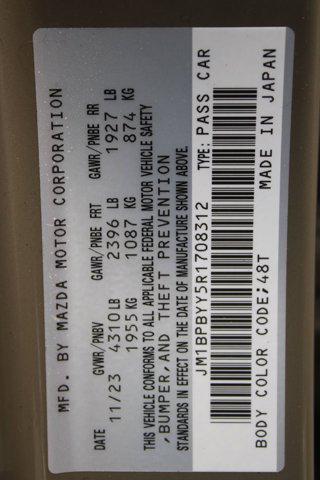 MFD. BY MAZDA MOTOR CORPORATION
GVWR/PNBV GAWR/PNBE FRT GAWR/PNBE RR
DATE
11/23 4310LB 2396 LB 1927 LB
1955 KG 1087 KG 874 KG
THIS VEHICLE CONFORMS TO ALL APPLICABLE FEDERAL MOTOR VEHICLE SAFETY
,BUMPER,AND THEFT PREVENTION
STANDARDS IN EFFECT ON THE DATE OF MANUFACTURE SHOWN ABOVE.
JM1BPBYY5R1708312 TYPE: PASS CAR
BODY COLOR CODE:48T MADE IN JAPAN